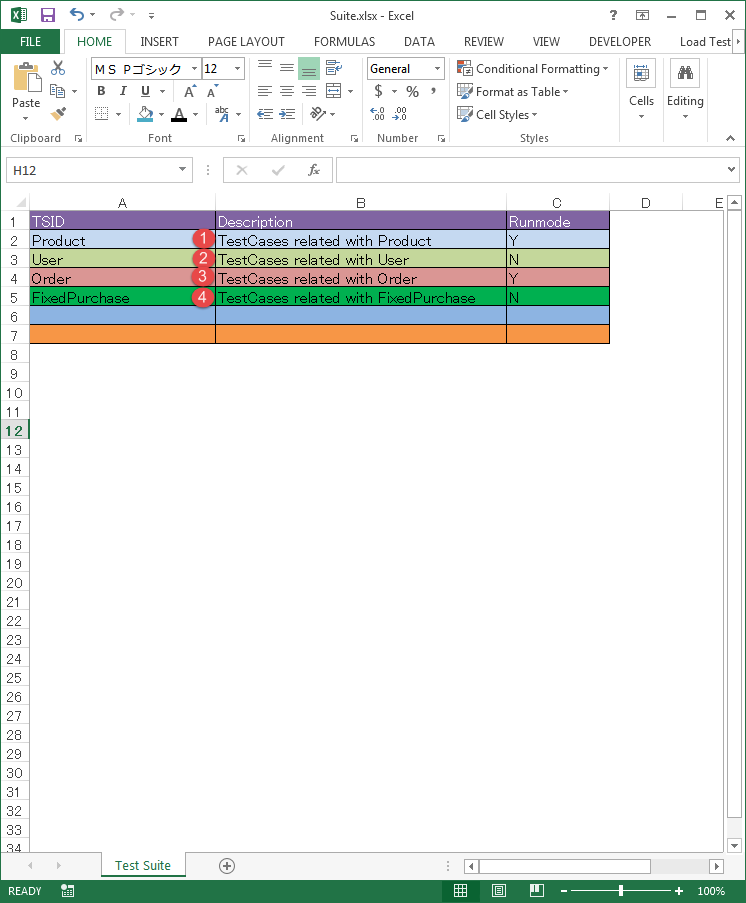 Suite.xlsx - Excel
?
FILE HOME INSERT PAGE LAYOUT FORMULAS DATA REVIEW VIEW DEVELOPER Load Test
Paste
Clipboard
ＭＳ Ｐゴシック 12
B I U A A
A abc A
Font
Alignment
General
$ % ,
.0 .00
.00 .0
Number
Conditional Formatting
Format as Table
Cell Styles
Styles
Cells
Editing
H12 fx
A B C D E
1 TSID Description Runmode
2 Product 1 TestCases related with Product Y
3 User 2 TestCases related with User N
4 Order 3 TestCases related with Order Y
5 FixedPurchase 4 TestCases related with FixedPurchase N
6
7
8
9
10
11
12
13
14
15
16
17
18
19
20
21
22
23
24
25
26
27
28
29
30
31
32
33
34
Test Suite
READY 100%